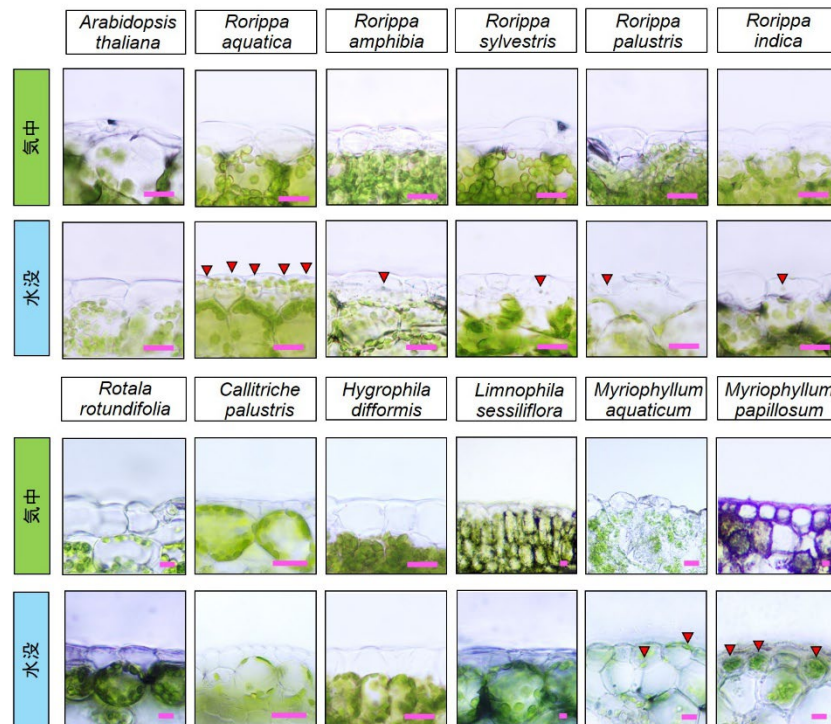 Arabidopsis
thaliana
Rorippa
aquatica
Rorippa
amphibia
Rorippa
sylvestris
Rorippa
palustris
Rorippa
indica
気中
水没
Rotala
rotundifolia
Callitriche
palustris
Hygrophila
difformis
Limnophila
sessiliflora
Myriophyllum
aquaticum
Myriophyllum
papillosum
気中
水没